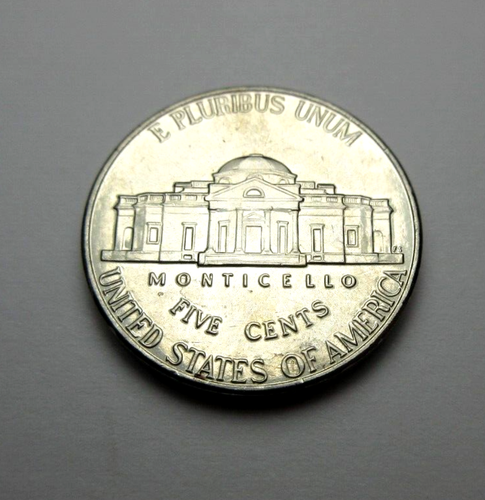 E PLURIBUS UNUM
MONTICELLO
FIVE CENTS
UNITED STATES OF AMERICA